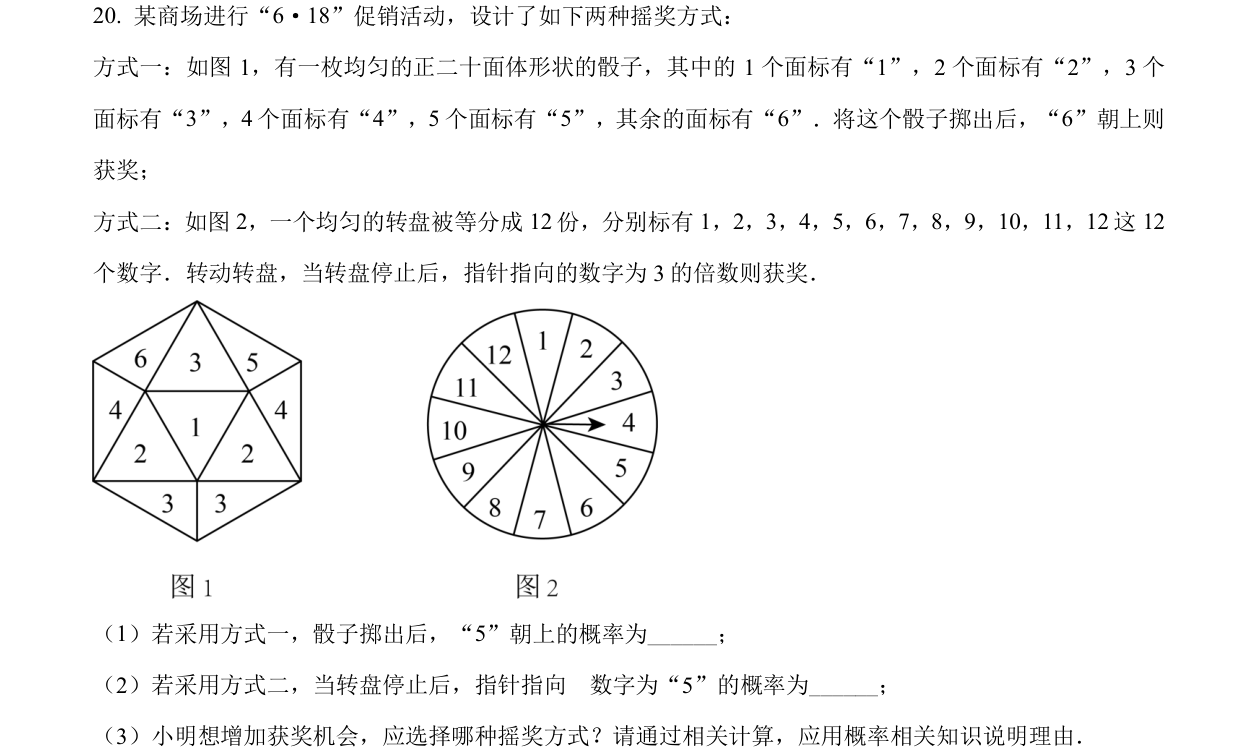 20. 某商场进行“6·18”促销活动，设计了如下两种摇奖方式：
方式一：如图 1，有一枚均匀的正二十面体形状的骰子，其中的 1 个面标有“1”，2 个面标有“2”，3 个
面标有“3”，4 个面标有“4”，5 个面标有“5”，其余的面标有“6”．将这个骰子掷出后，“6”朝上则
获奖；
方式二：如图 2，一个均匀的转盘被等分成 12 份，分别标有 1，2，3，4，5，6，7，8，9，10，11，12 这 12
个数字．转动转盘，当转盘停止后，指针指向的数字为 3 的倍数则获奖．
6 3 5
4 1 4
2 2
3 3
12 1 2
11 3
10 4
9 5
8 7 6
图 1 图 2
（1）若采用方式一，骰子掷出后，“5”朝上的概率为______；
（2）若采用方式二，当转盘停止后，指针指向 数字为“5”的概率为______；
（3）小明想增加获奖机会，应选择哪种摇奖方式？请通过相关计算，应用概率相关知识说明理由．